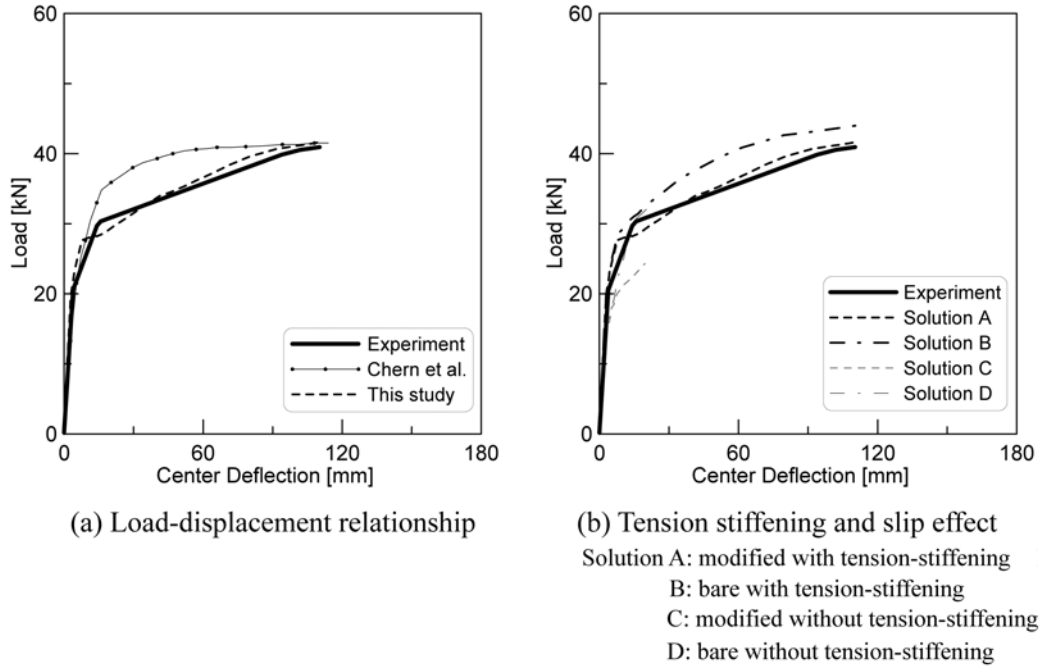 60
40
20
0
Load [kN]
Experiment
Chern et al.
This study
0
60
120
180
Center Deflection [mm]
(a) Load-displacement relationship
60
40
20
0
Load [kN]
Experiment
Solution A
Solution B
Solution C
Solution D
0
60
120
180
Center Deflection [mm]
(b) Tension stiffening and slip effect
Solution A: modified with tension-stiffening
B: bare with tension-stiffening
C: modified without tension-stiffening
D: bare without tension-stiffening